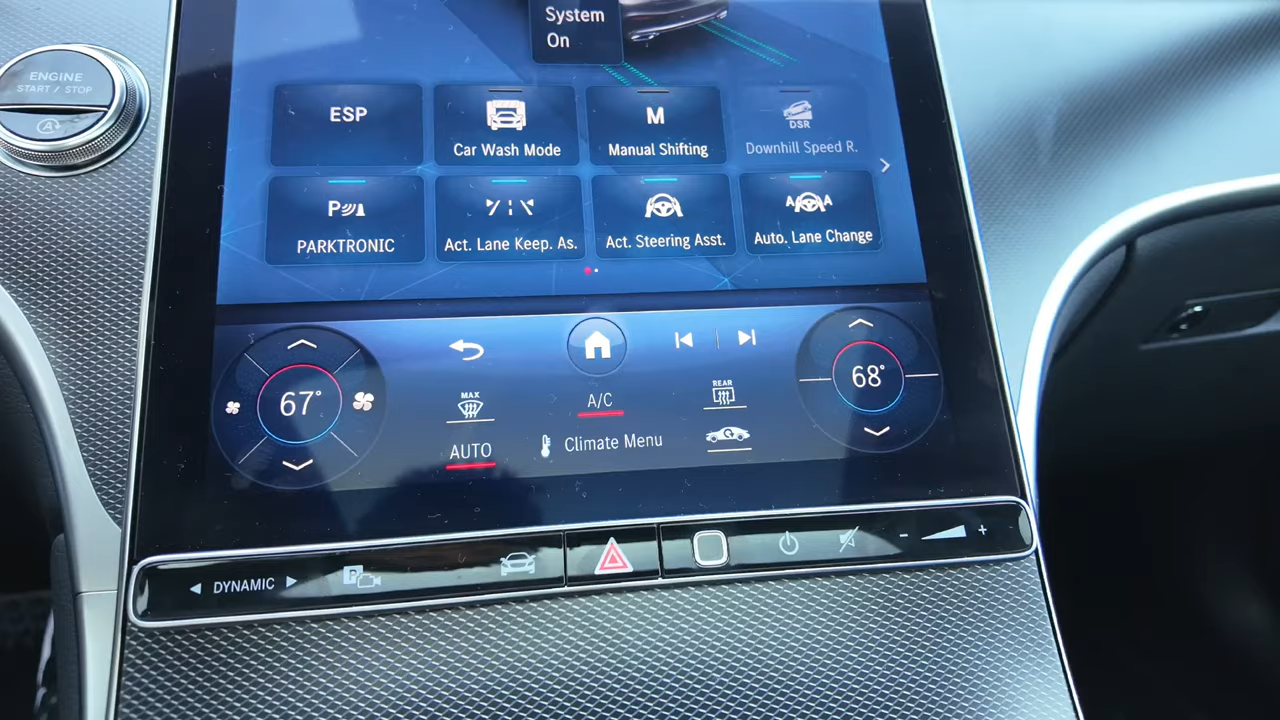 System
On
ENGINE
START / STOP
A
ESP
Car Wash Mode
M
Manual Shifting
DSR
Downhill Speed R.
P
PARKTRONIC
Act. Lane Keep. As.
Act. Steering Asst.
A A
Auto. Lane Change
67°
MAX
A/C
REAR
68°
AUTO
Climate Menu
DYNAMIC
P
- +